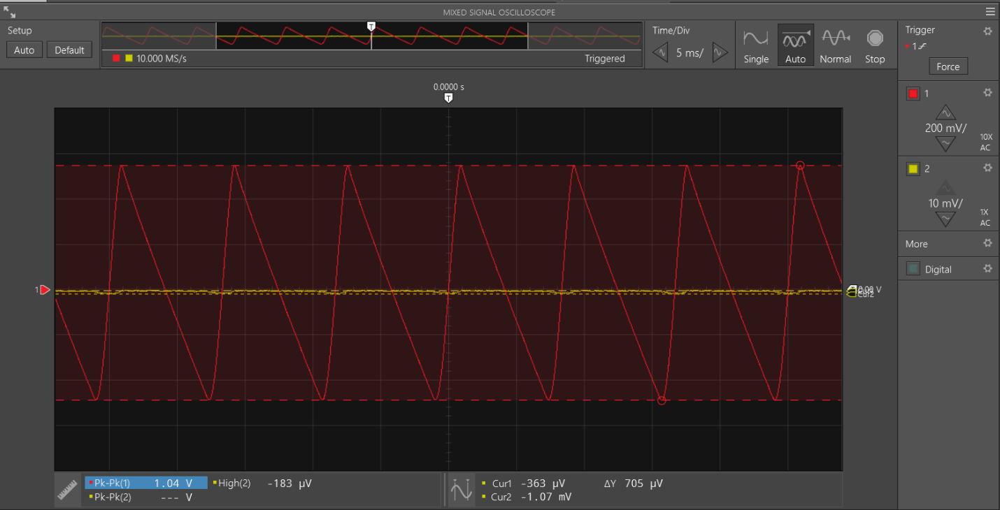 MIXED SIGNAL OSCILLOSCOPE
Setup
Auto Default
T
10.000 MS/s Triggered
Time/Div
5 ms/
Single Auto Normal Stop
Trigger
1
Force
0.0000 s
T
1
200 mV/
10X
AC
2
10 mV/
1X
AC
More
Digital
1
0.00 V
Cur2
Pk-Pk(1) 1.04 V High(2) -183 µV
Pk-Pk(2) --- V
Cur1 -363 µV ΔY 705 µV
Cur2 -1.07 mV